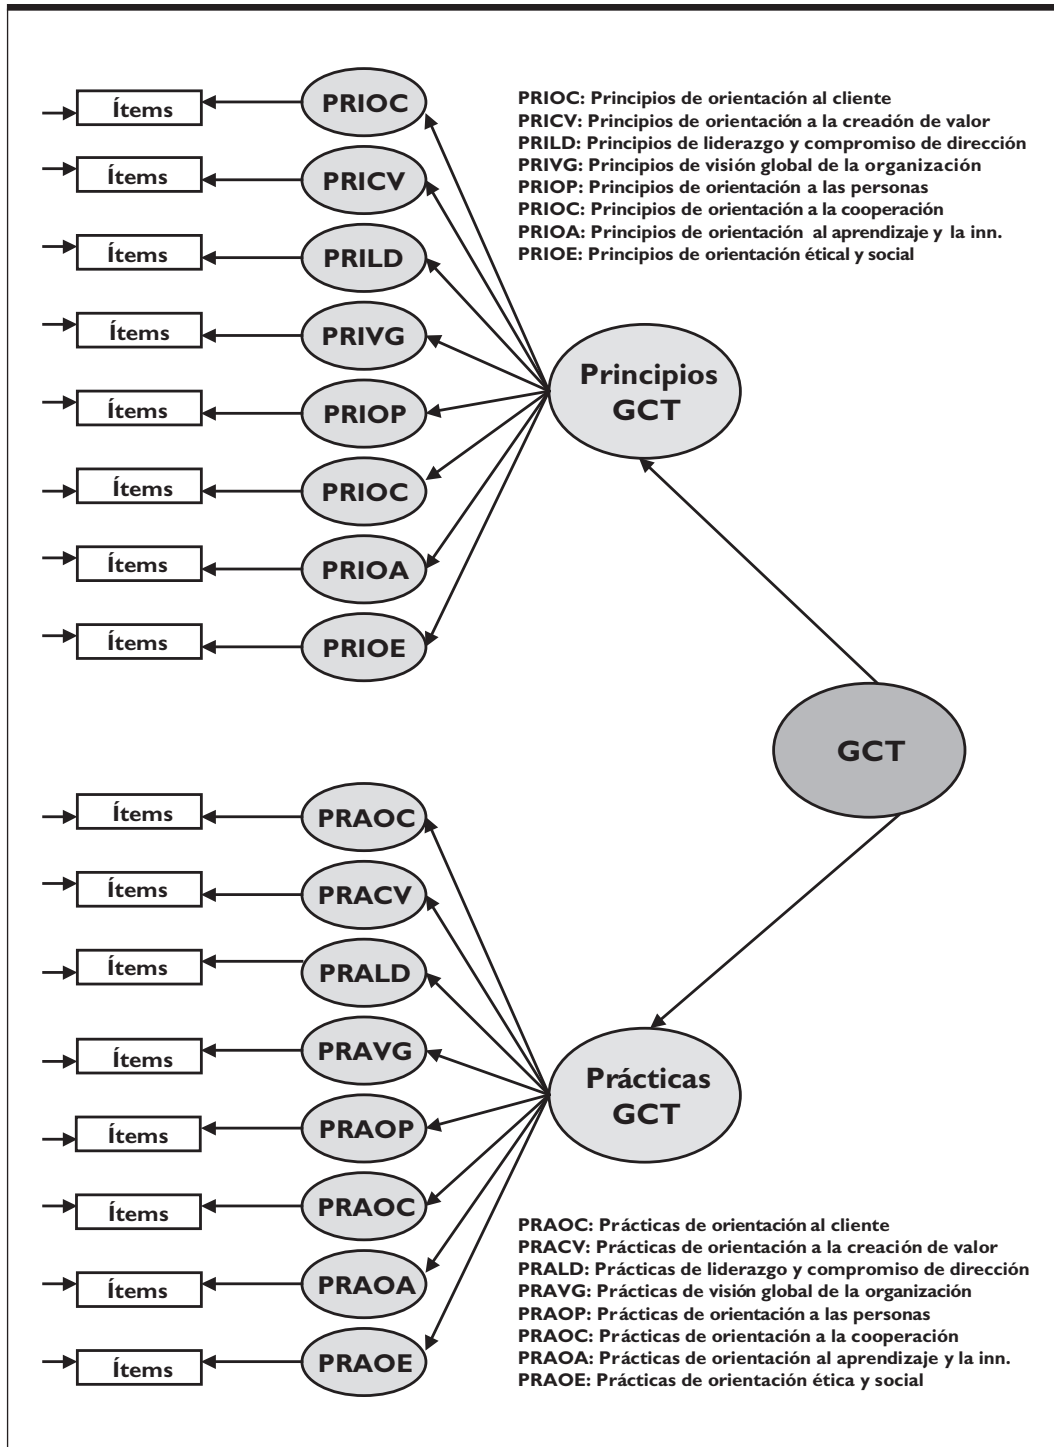 Ítems
PRIOC
PRIOC: Principios de orientación al cliente
PRICV: Principios de orientación a la creación de valor
PRILD: Principios de liderazgo y compromiso de dirección
PRIVG: Principios de visión global de la organización
PRIOP: Principios de orientación a las personas
PRIOC: Principios de orientación a la cooperación
PRIOA: Principios de orientación al aprendizaje y la inn.
PRIOE: Principios de orientación étical y social
Ítems
PRICV
Ítems
PRILD
Ítems
PRIVG
Principios
GCT
Ítems
PRIOP
Ítems
PRIOC
Ítems
PRIOA
Ítems
PRIOE
GCT
Ítems
PRAOC
Ítems
PRACV
Ítems
PRALD
Ítems
PRAVG
Prácticas
GCT
Ítems
PRAOP
Ítems
PRAOC
Ítems
PRAOA
Ítems
PRAOE
PRAOC: Prácticas de orientación al cliente
PRACV: Prácticas de orientación a la creación de valor
PRALD: Prácticas de liderazgo y compromiso de dirección
PRAVG: Prácticas de visión global de la organización
PRAOP: Prácticas de orientación a las personas
PRAOC: Prácticas de orientación a la cooperación
PRAOA: Prácticas de orientación al aprendizaje y la inn.
PRAOE: Prácticas de orientación ética y social